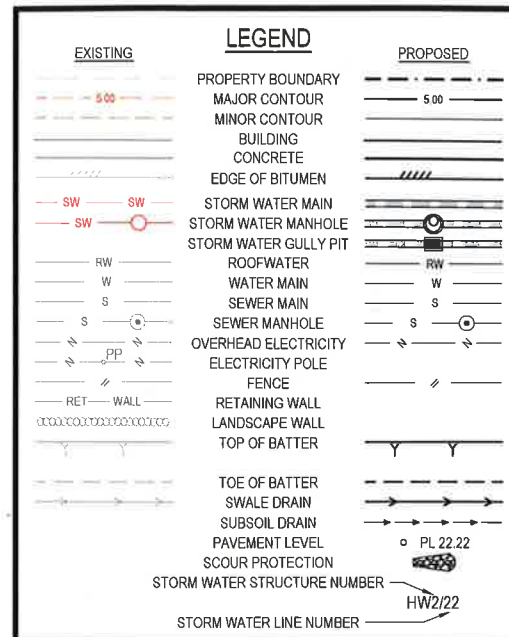 LEGEND
EXISTING PROPOSED
PROPERTY BOUNDARY
5.00 MAJOR CONTOUR 5.00
MINOR CONTOUR
BUILDING
CONCRETE
EDGE OF BITUMEN
SW SW STORM WATER MAIN
SW STORM WATER MANHOLE
STORM WATER GULLY PIT
RW ROOFWATER RW
W WATER MAIN W
S SEWER MAIN S
S SEWER MANHOLE S
N N OVERHEAD ELECTRICITY N N
N PP N ELECTRICITY POLE
// FENCE //
RET WALL RETAINING WALL
LANDSCAPE WALL
TOP OF BATTER
TOE OF BATTER
SWALE DRAIN
SUBSOIL DRAIN
PAVEMENT LEVEL PL 22.22
SCOUR PROTECTION
STORM WATER STRUCTURE NUMBER
HW2/22
STORM WATER LINE NUMBER